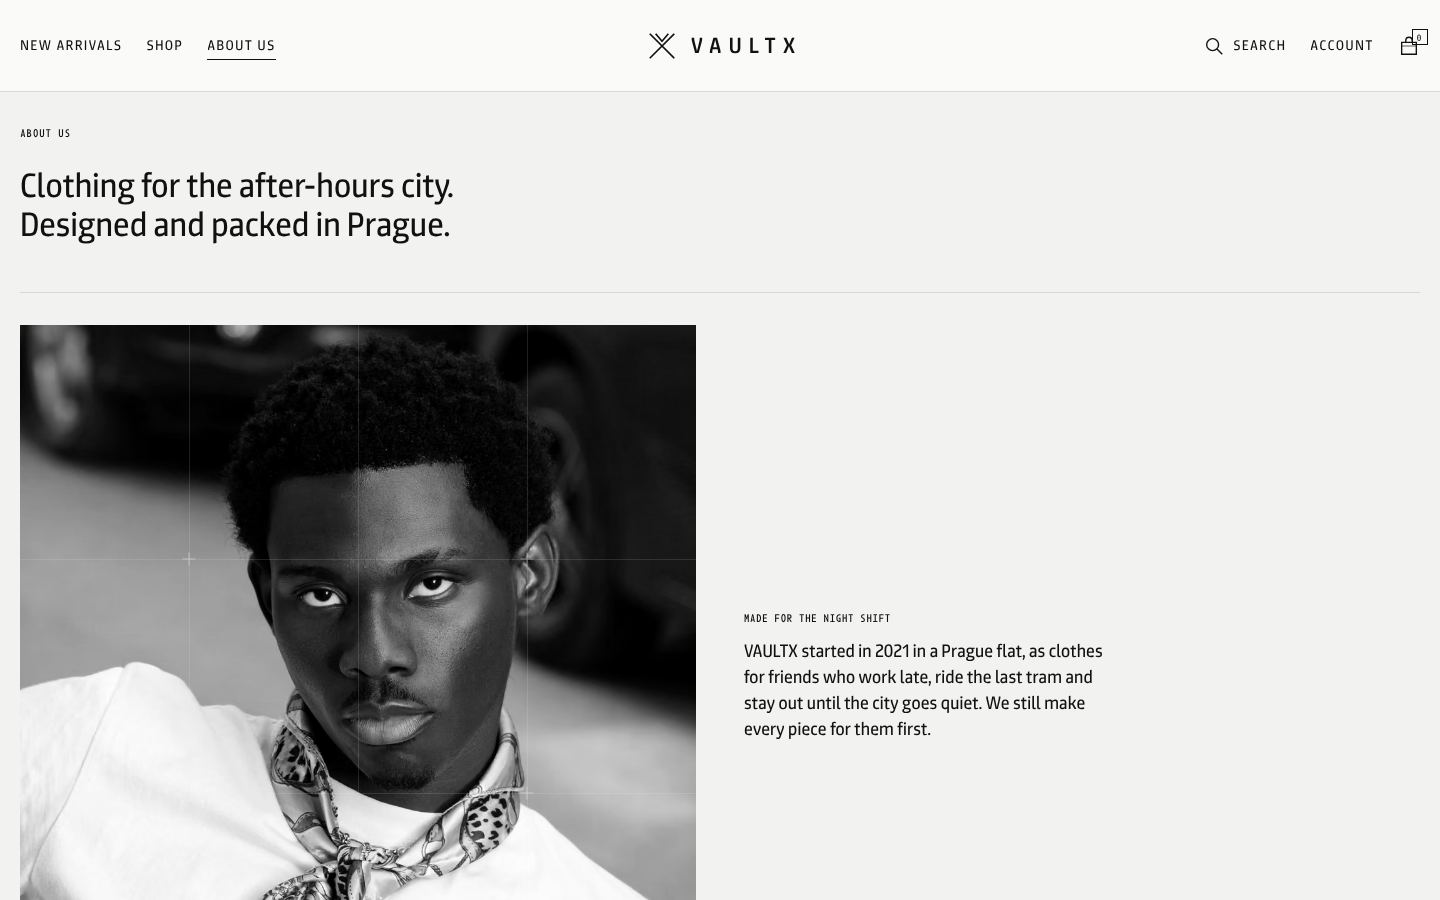 NEW ARRIVALS
SHOP
ABOUT US
VAULTX
SEARCH
ACCOUNT
0
ABOUT US
Clothing for the after-hours city.
Designed and packed in Prague.
MADE FOR THE NIGHT SHIFT
VAULTX started in 2021 in a Prague flat, as clothes
for friends who work late, ride the last tram and
stay out until the city goes quiet. We still make
every piece for them first.